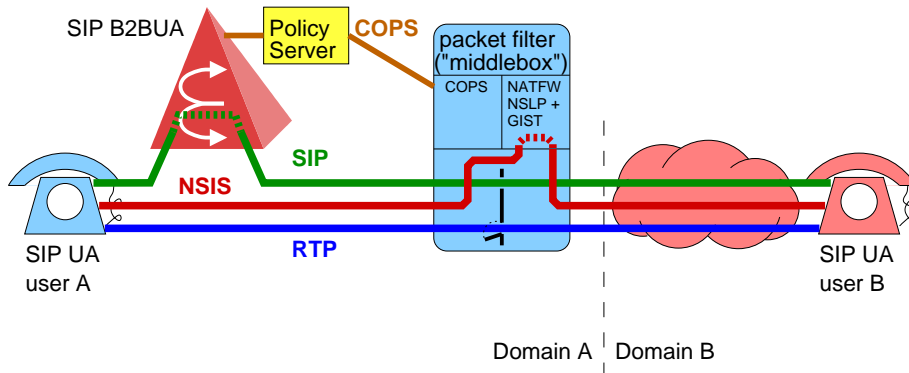 SIP B2BUA
Policy
Server
COPS
packet filter
("middlebox")
COPS
NATFW
NSLP +
GIST
SIP
NSIS
RTP
SIP UA
user A
SIP UA
user B
Domain A
Domain B